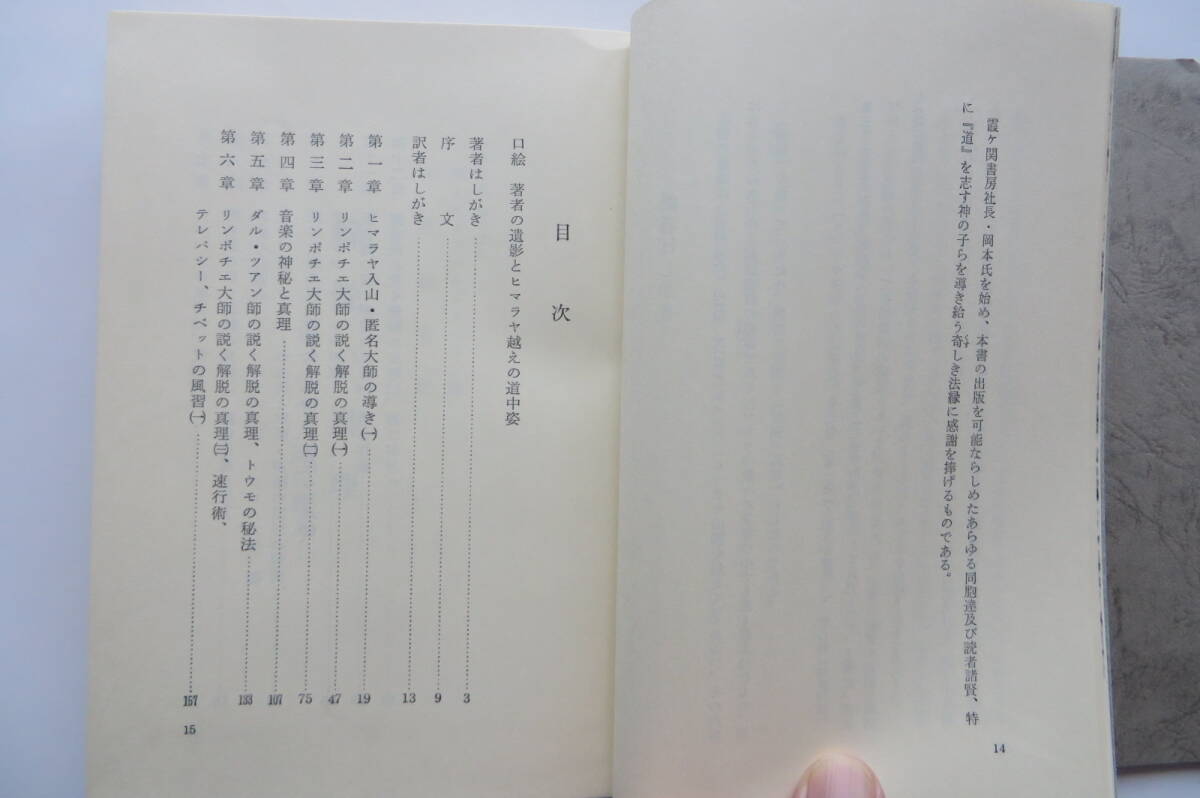 霞ヶ関書房社長・岡本氏を始め、本書の出版を可能ならしめたあらゆる同胞達及び読者諸賢、特
に『道』を志す神の子らを導き給う奇しき法縁に感謝を捧げるものである。
くす
14
目次
口絵 著者の遺影とヒマラヤ越えの道中姿
著者はしがき……3
序文……9
訳者はしがき……13
第一章 ヒマラヤ入山・匿名大師の導き㈠……19
第二章 リンポチエ大師の説く解脱の真理㈠……47
第三章 リンポチエ大師の説く解脱の真理㈡……75
第四章 音楽の神秘と真理……107
第五章 ダル・ツアン師の説く解脱の真理、トウモの秘法……133
第六章 リンポチエ大師の説く解脱の真理㈢、速行術、
テレパシー、チベットの風習㈠……157
15